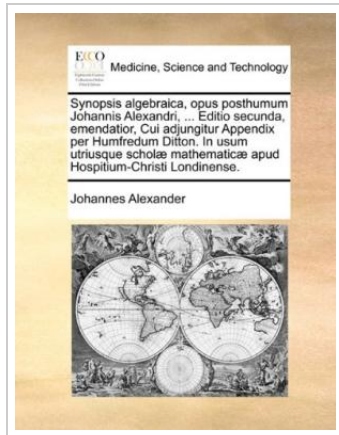 ECCO
Medicine, Science and Technology
Synopsis algebraica, opus posthumum
Johannis Alexandri, ... Editio secunda,
emendatior, Cui adjungitur Appendix
per Humfredum Ditton. In usum
utriusque scholæ mathematicæ apud
Hospitium-Christi Londinense.
Johannes Alexander